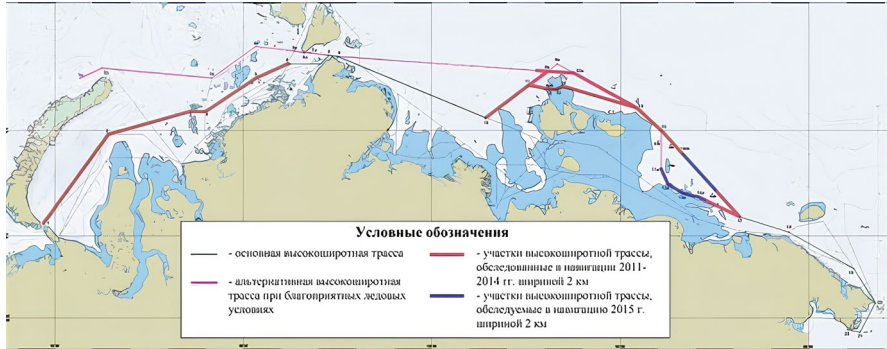 Условные обозначения
- основная высокоширотная трасса
- альтернативная высокоширотная
трасса при благоприятных ледовых
условиях
- участки высокоширотной трассы,
обследованные в навигации 2011-
2014 гг. шириной 2 км
- участки высокоширотной трассы,
обследуемые в навигацию 2015 г.
шириной 2 км